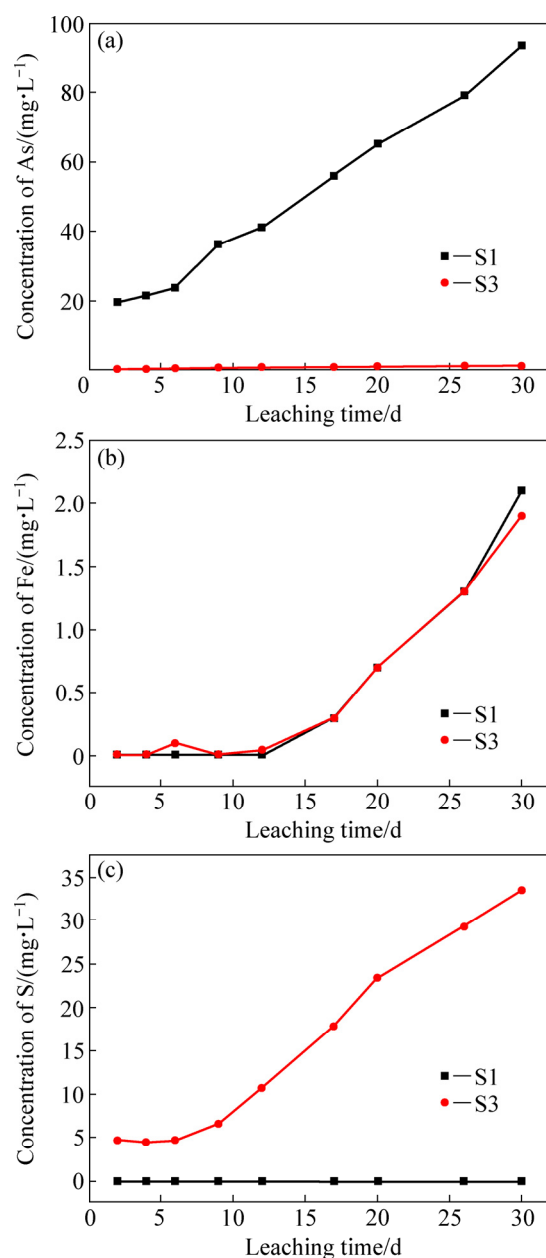 (a)
Concentration of As/(mg·L⁻¹)
100
80
60
40
20
S1
S3
0 5 10 15 20 25 30
Leaching time/d
(b)
Concentration of Fe/(mg·L⁻¹)
2.5
2.0
1.5
1.0
0.5
0
S1
S3
0 5 10 15 20 25 30
Leaching time/d
(c)
Concentration of S/(mg·L⁻¹)
35
30
25
20
15
10
5
0
S1
S3
0 5 10 15 20 25 30
Leaching time/d